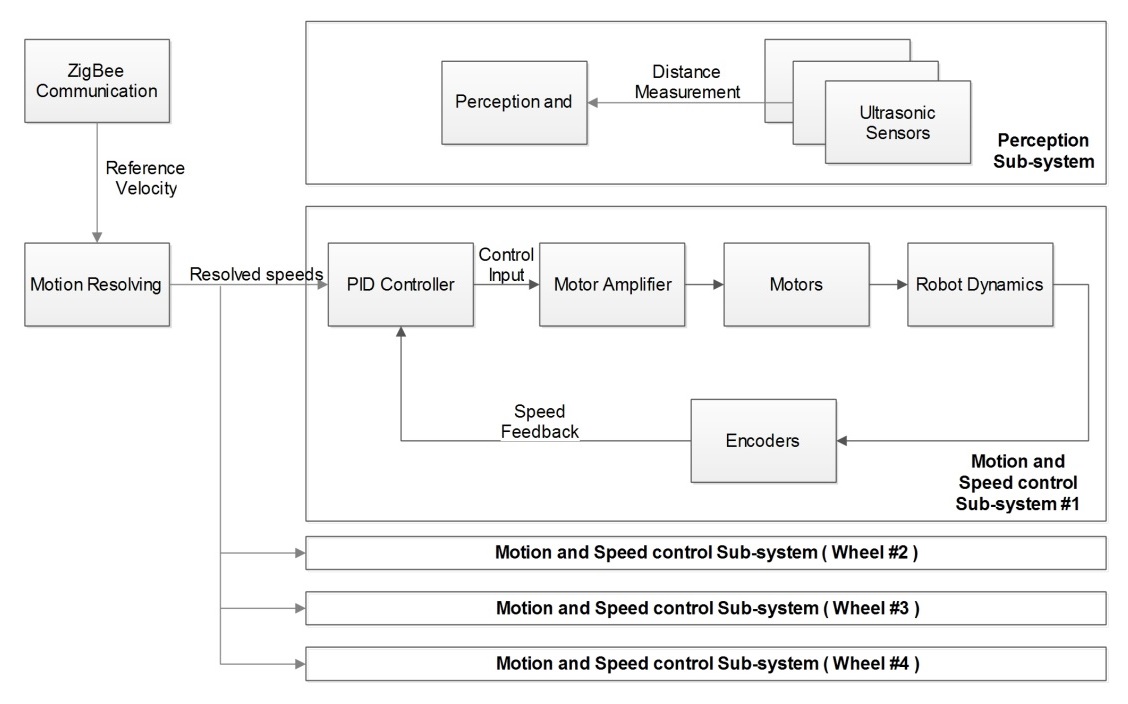 ZigBee
Communication
Reference
Velocity
Motion Resolving
Resolved speeds
Perception and
Distance
Measurement
Ultrasonic
Sensors
Perception
Sub-system
PID Controller
Control
Input
Motor Amplifier
Motors
Robot Dynamics
Speed
Feedback
Encoders
Motion and
Speed control
Sub-system #1
Motion and Speed control Sub-system ( Wheel #2 )
Motion and Speed control Sub-system ( Wheel #3 )
Motion and Speed control Sub-system ( Wheel #4 )